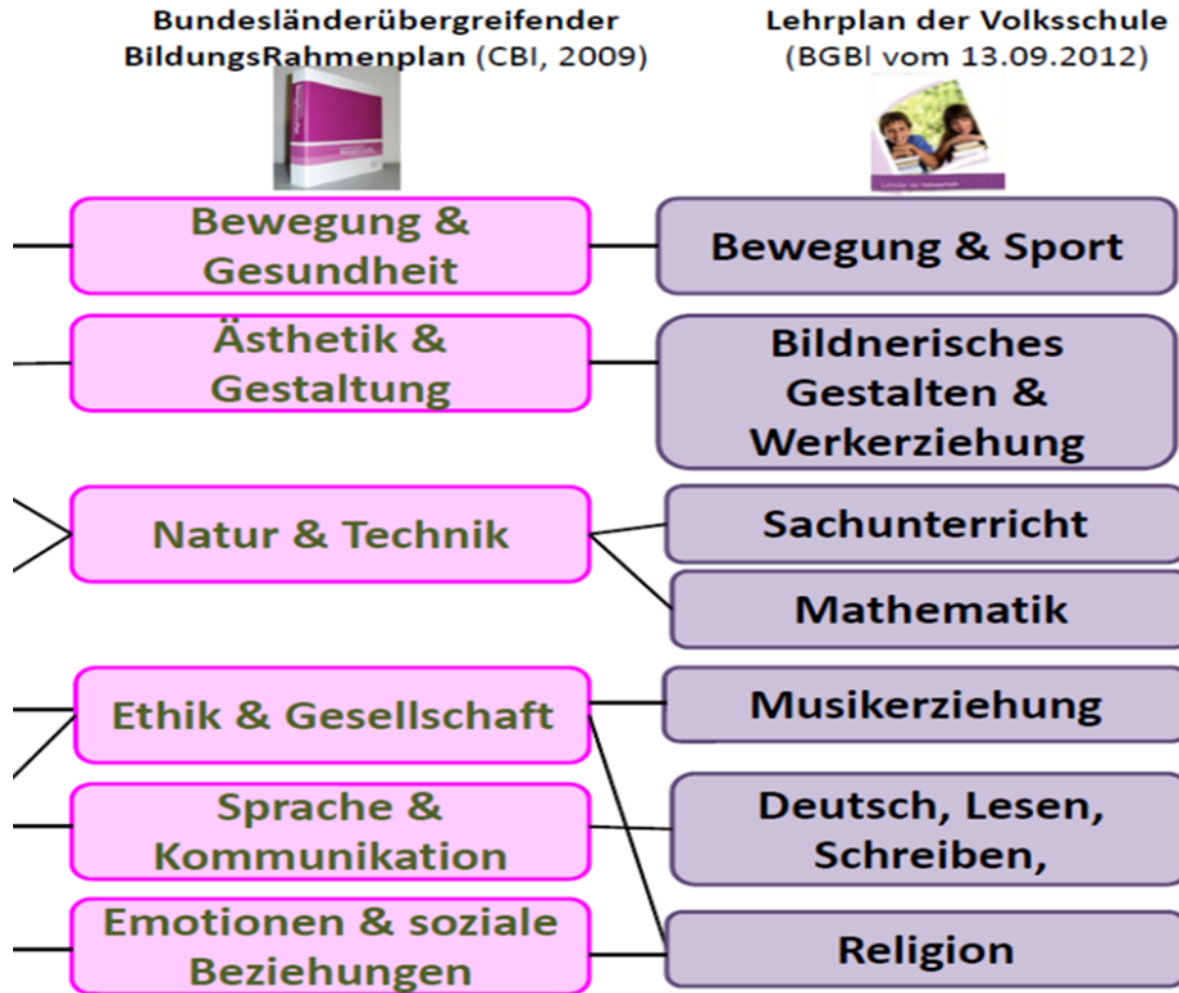 Bundesländerübergreifender
BildungsRahmenplan (CBI, 2009)
Lehrplan der Volksschule
(BGBl vom 13.09.2012)
Bewegung &
Gesundheit
Bewegung & Sport
Ästhetik &
Gestaltung
Bildnerisches
Gestalten &
Werkerziehung
Natur & Technik
Sachunterricht
Mathematik
Ethik & Gesellschaft
Musikerziehung
Sprache &
Kommunikation
Deutsch, Lesen,
Schreiben,
Emotionen & soziale
Beziehungen
Religion